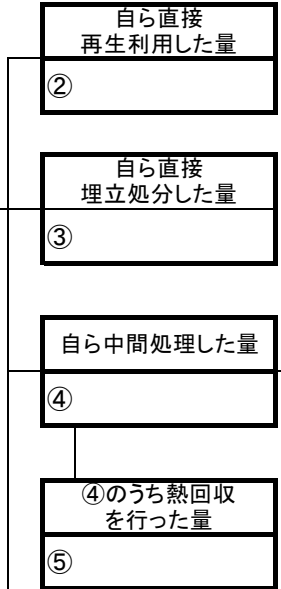 自ら直接
再生利用した量
②
自ら直接
埋立処分した量
③
自ら中間処理した量
④
④のうち熱回収
を行った量
⑤